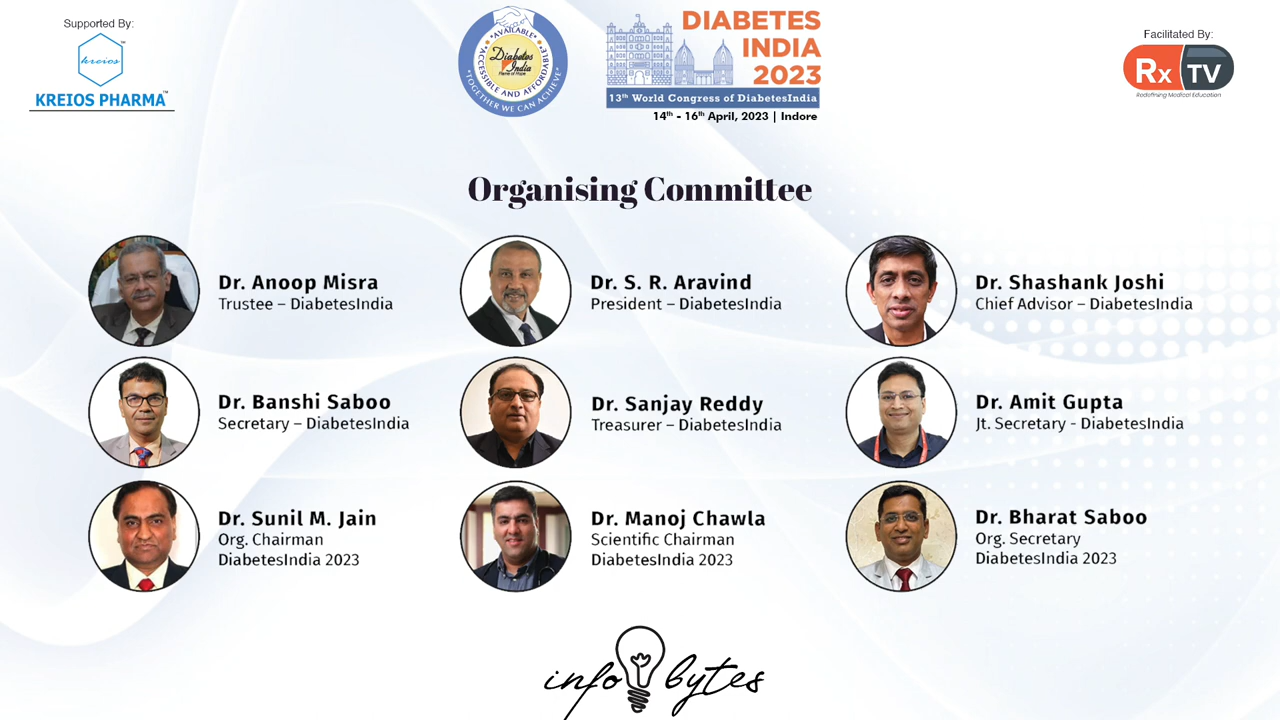 Supported By:
kreios
KREIOS PHARMA™
AVAILABLE
ACCESSIBLE AND AFFORDABLE
Diabetes
India
"TOGETHER WE CAN ACHIEVE"
DIABETES
INDIA
2023
13th World Congress of DiabetesIndia
14th - 16th April, 2023 | Indore
Facilitated By:
Rx TV
Redefining Medical Education
Organising Committee
Dr. Anoop Misra
Trustee – DiabetesIndia
Dr. S. R. Aravind
President – DiabetesIndia
Dr. Shashank Joshi
Chief Advisor – DiabetesIndia
Dr. Banshi Saboo
Secretary – DiabetesIndia
Dr. Sanjay Reddy
Treasurer – DiabetesIndia
Dr. Amit Gupta
Jt. Secretary - DiabetesIndia
Dr. Sunil M. Jain
Org. Chairman
DiabetesIndia 2023
Dr. Manoj Chawla
Scientific Chairman
DiabetesIndia 2023
Dr. Bharat Saboo
Org. Secretary
DiabetesIndia 2023
info bytes